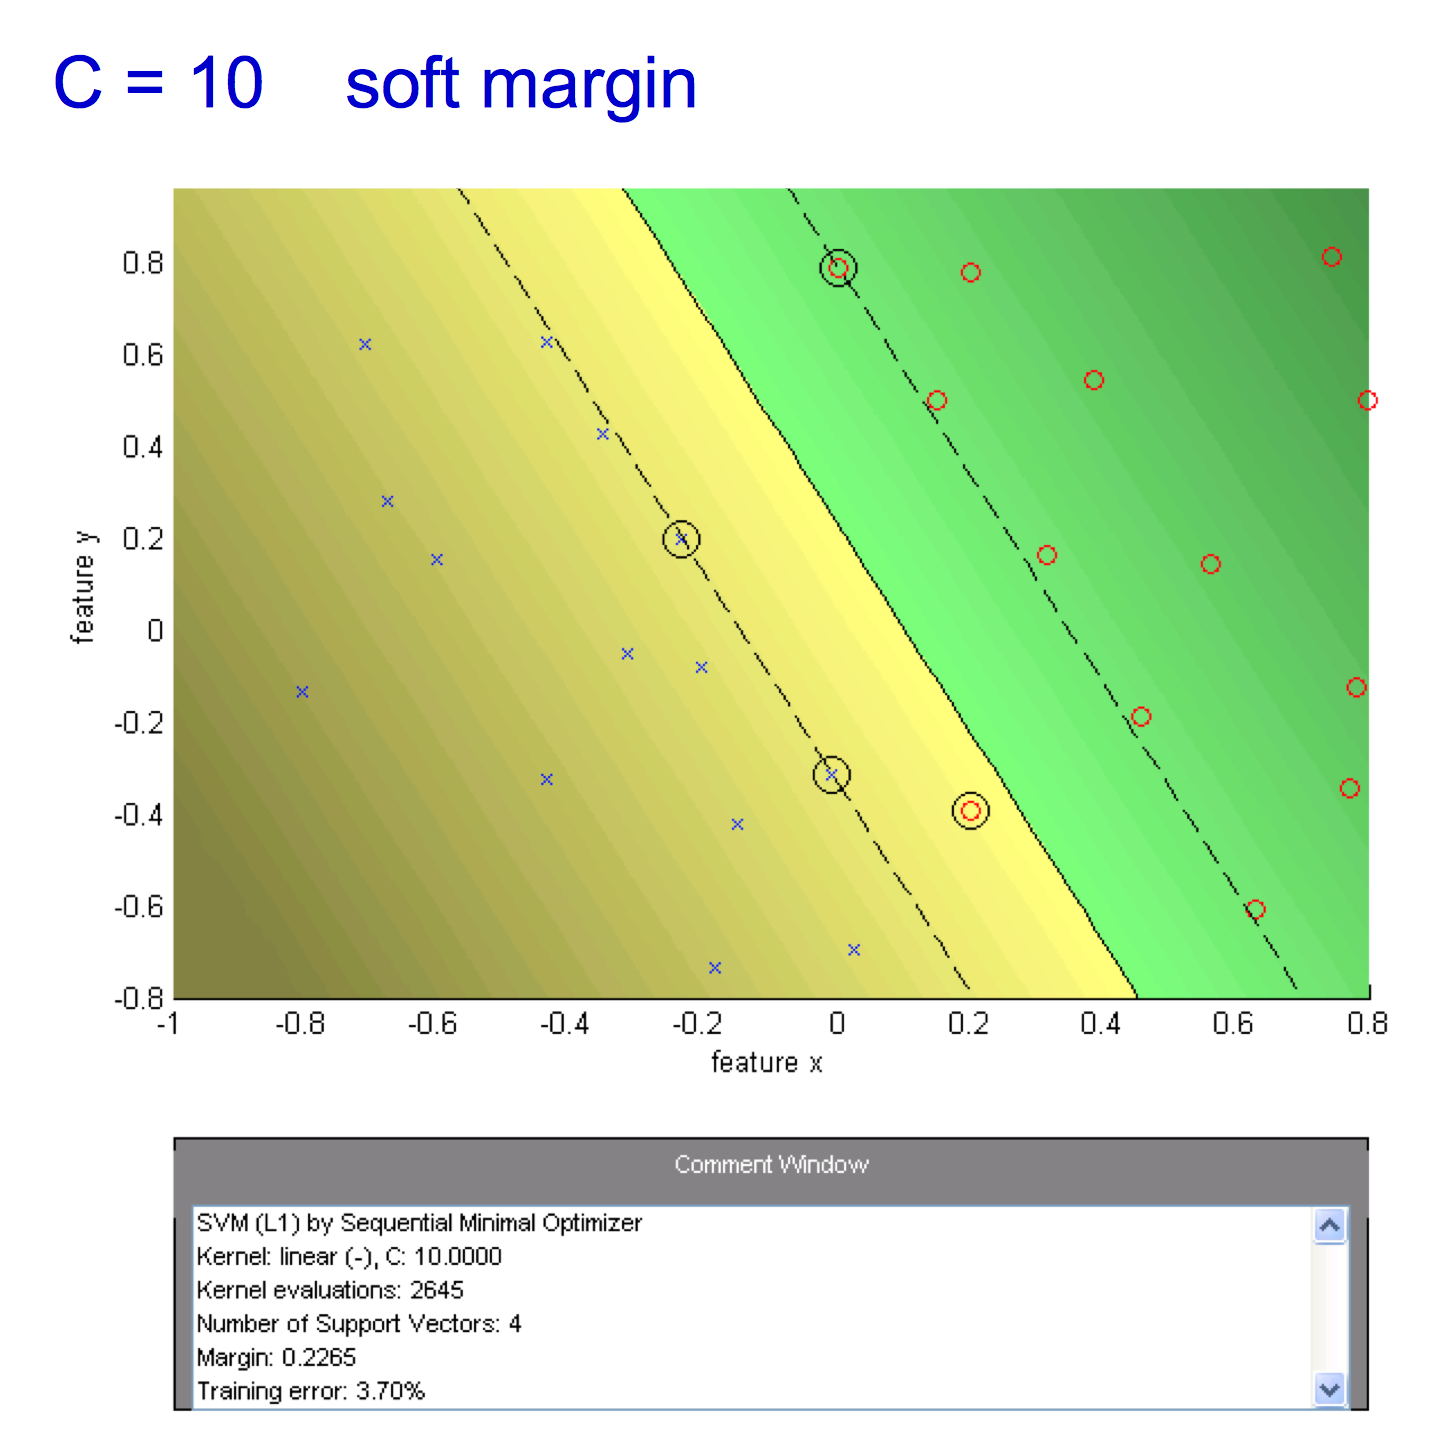 C = 10 soft margin
0.8
0.6
0.4
0.2
0
-0.2
-0.4
-0.6
-0.8
feature y
-1 -0.8 -0.6 -0.4 -0.2 0 0.2 0.4 0.6 0.8
feature x
Comment Window
SVM (L1) by Sequential Minimal Optimizer
Kernel: linear (-), C: 10.0000
Kernel evaluations: 2645
Number of Support Vectors: 4
Margin: 0.2265
Training error: 3.70%